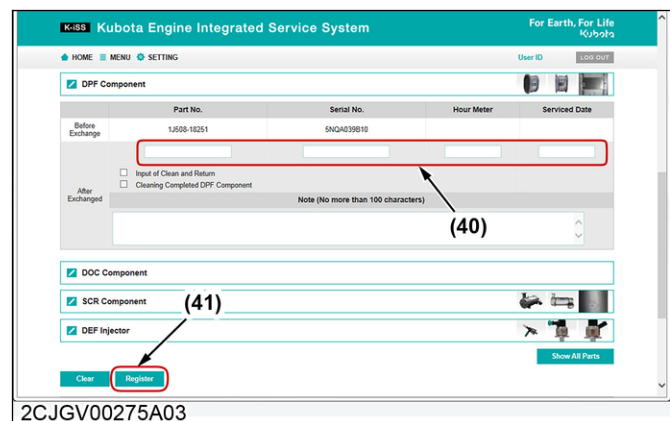 K-iSS Kubota Engine Integrated Service System
For Earth, For Life
Kubota
HOME MENU SETTING
User ID LOG OUT
DPF Component
Part No. Serial No. Hour Meter Serviced Date
Before Exchange 1J508-18251 5NQA039B10
Input of Clean and Return
Cleaning Completed DPF Component
After Exchanged
Note (No more than 100 characters)
(40)
DOC Component
SCR Component
(41)
DEF Injector
Show All Parts
Clear Register
2CJGV00275A03